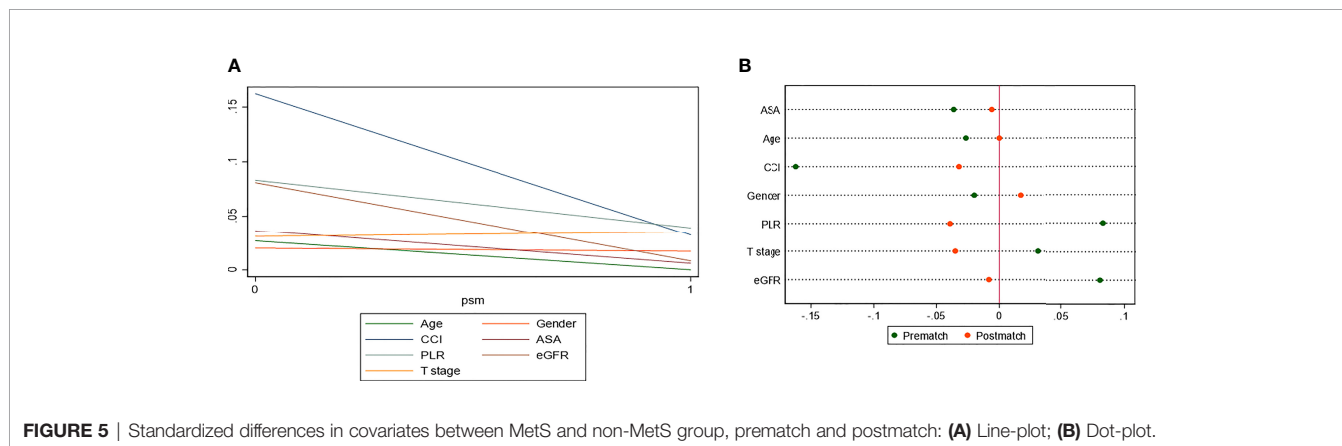 A
.15
.1
.05
0
0
psm
1
Age
Gender
CCI
ASA
PLR
eGFR
T stage
B
ASA
Age
CCI
Gender
PLR
T stage
eGFR
-.15
-.1
-.05
0
.05
.1
Prematch
Postmatch
FIGURE 5 | Standardized differences in covariates between MetS and non-MetS group, prematch and postmatch: (A) Line-plot; (B) Dot-plot.